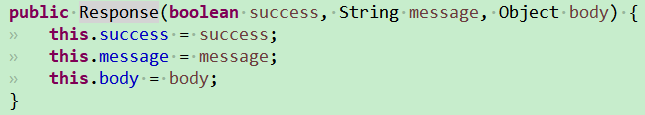 public Response(boolean success, String message, Object body) {
    this.success = success;
    this.message = message;
    this.body = body;
}